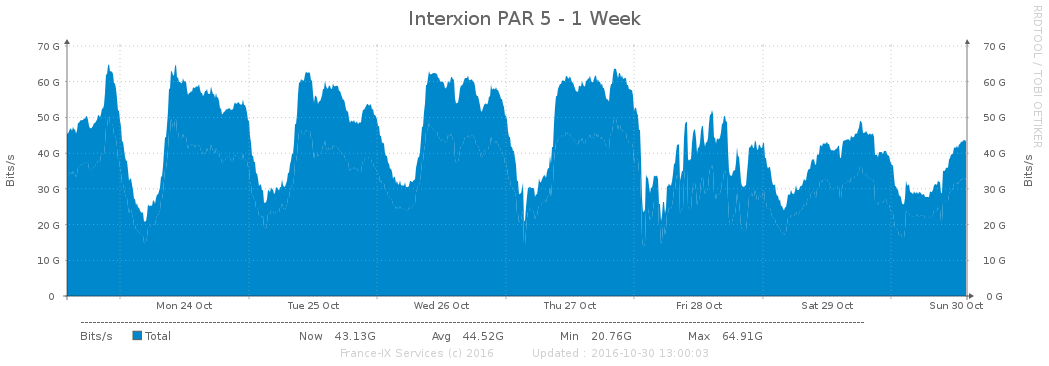 Interxion PAR 5 - 1 Week
RRDTOOL / TOBI OETIKER
Bits/s
70 G 70 G
60 G 60 G
50 G 50 G
40 G 40 G
30 G 30 G
20 G 20 G
10 G 10 G
0 0 G
Bits/s
Mon 24 Oct Tue 25 Oct Wed 26 Oct Thu 27 Oct Fri 28 Oct Sat 29 Oct Sun 30 Oct
Bits/s Total Now 43.13G Avg 44.52G Min 20.76G Max 64.91G
France-IX Services (c) 2016 Updated : 2016-10-30 13:00:03